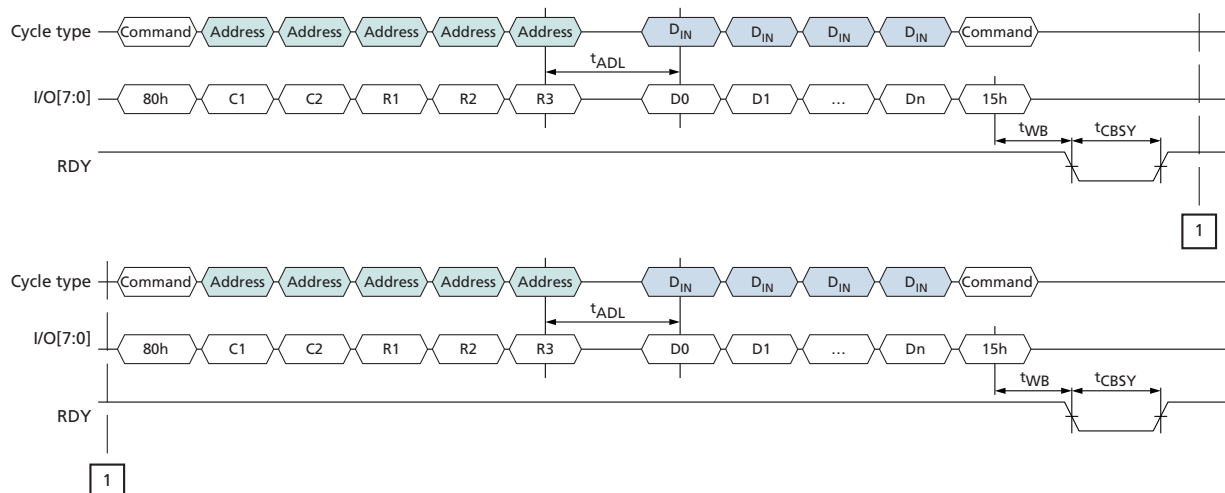 Cycle type Command Address Address Address Address Address DIN DIN DIN DIN Command
tADL
I/O[7:0] 80h C1 C2 R1 R2 R3 D0 D1 … Dn 15h
tWB tCBSY
RDY
1
Cycle type Command Address Address Address Address Address DIN DIN DIN DIN Command
tADL
I/O[7:0] 80h C1 C2 R1 R2 R3 D0 D1 … Dn 15h
tWB tCBSY
RDY
1